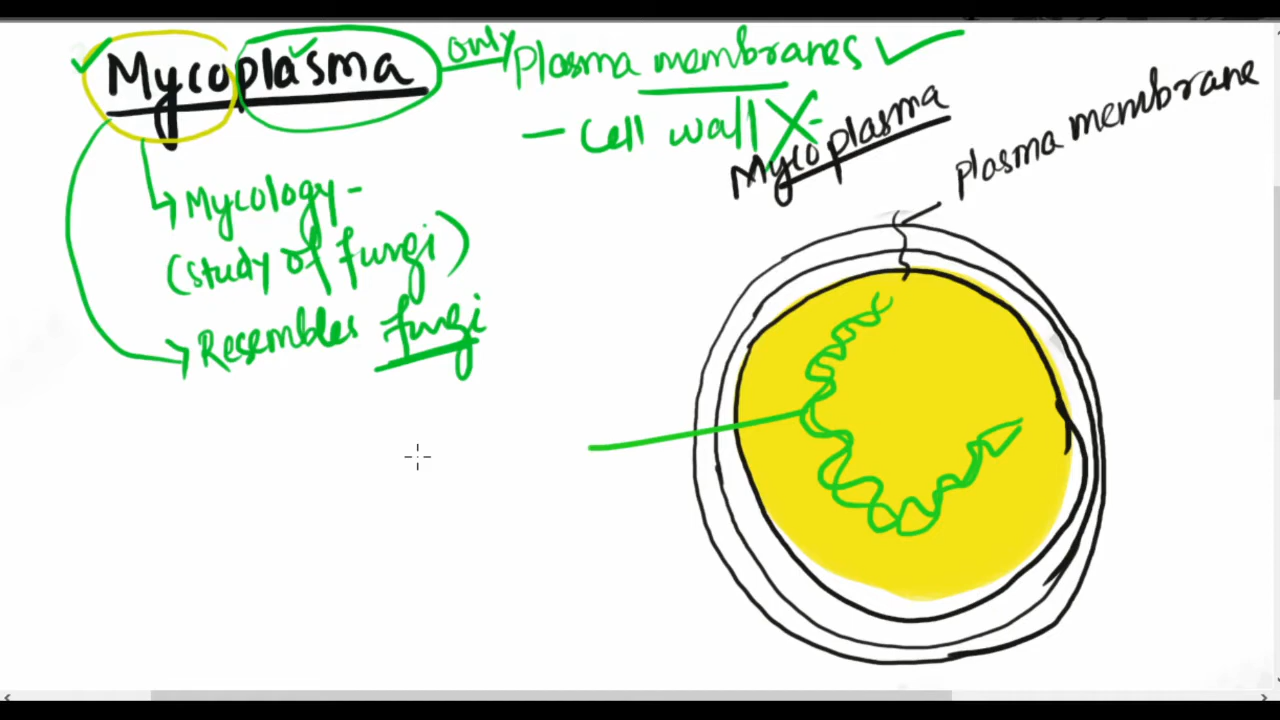 Mycoplasma
only Plasma membranes
- Cell wall X
Mycology -
(Study of fungi)
Resembles fungi
Mycoplasma
Plasma membrane